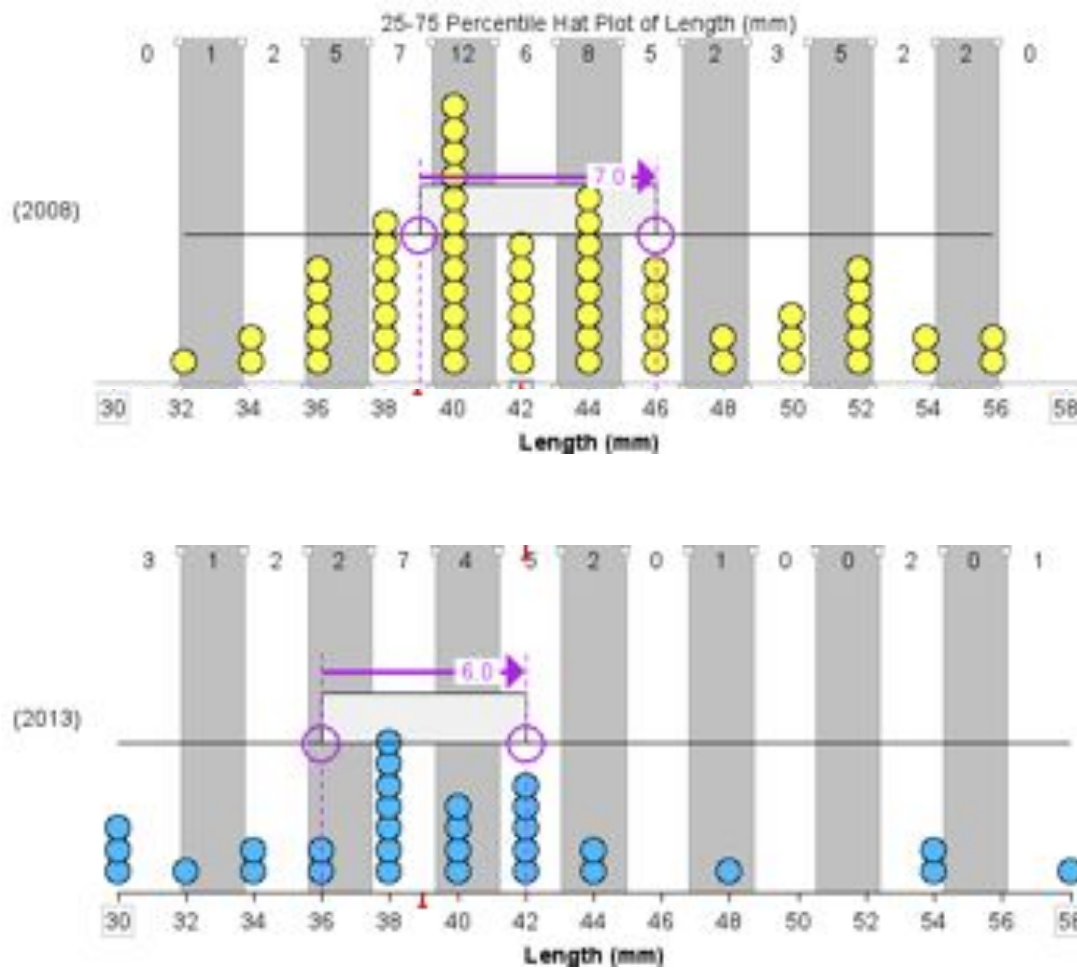 25-75 Percentile Hat Plot of Length (mm)
0 1 2 5 7 12 6 8 5 2 3 5 2 2 0
7.0
(2008)
30 32 34 36 38 40 42 44 46 48 50 52 54 56 58
Length (mm)
3 1 2 2 7 4 5 2 0 1 0 0 2 0 1
6.0
(2013)
30 32 34 36 38 40 42 44 46 48 50 52 54 56 58
Length (mm)